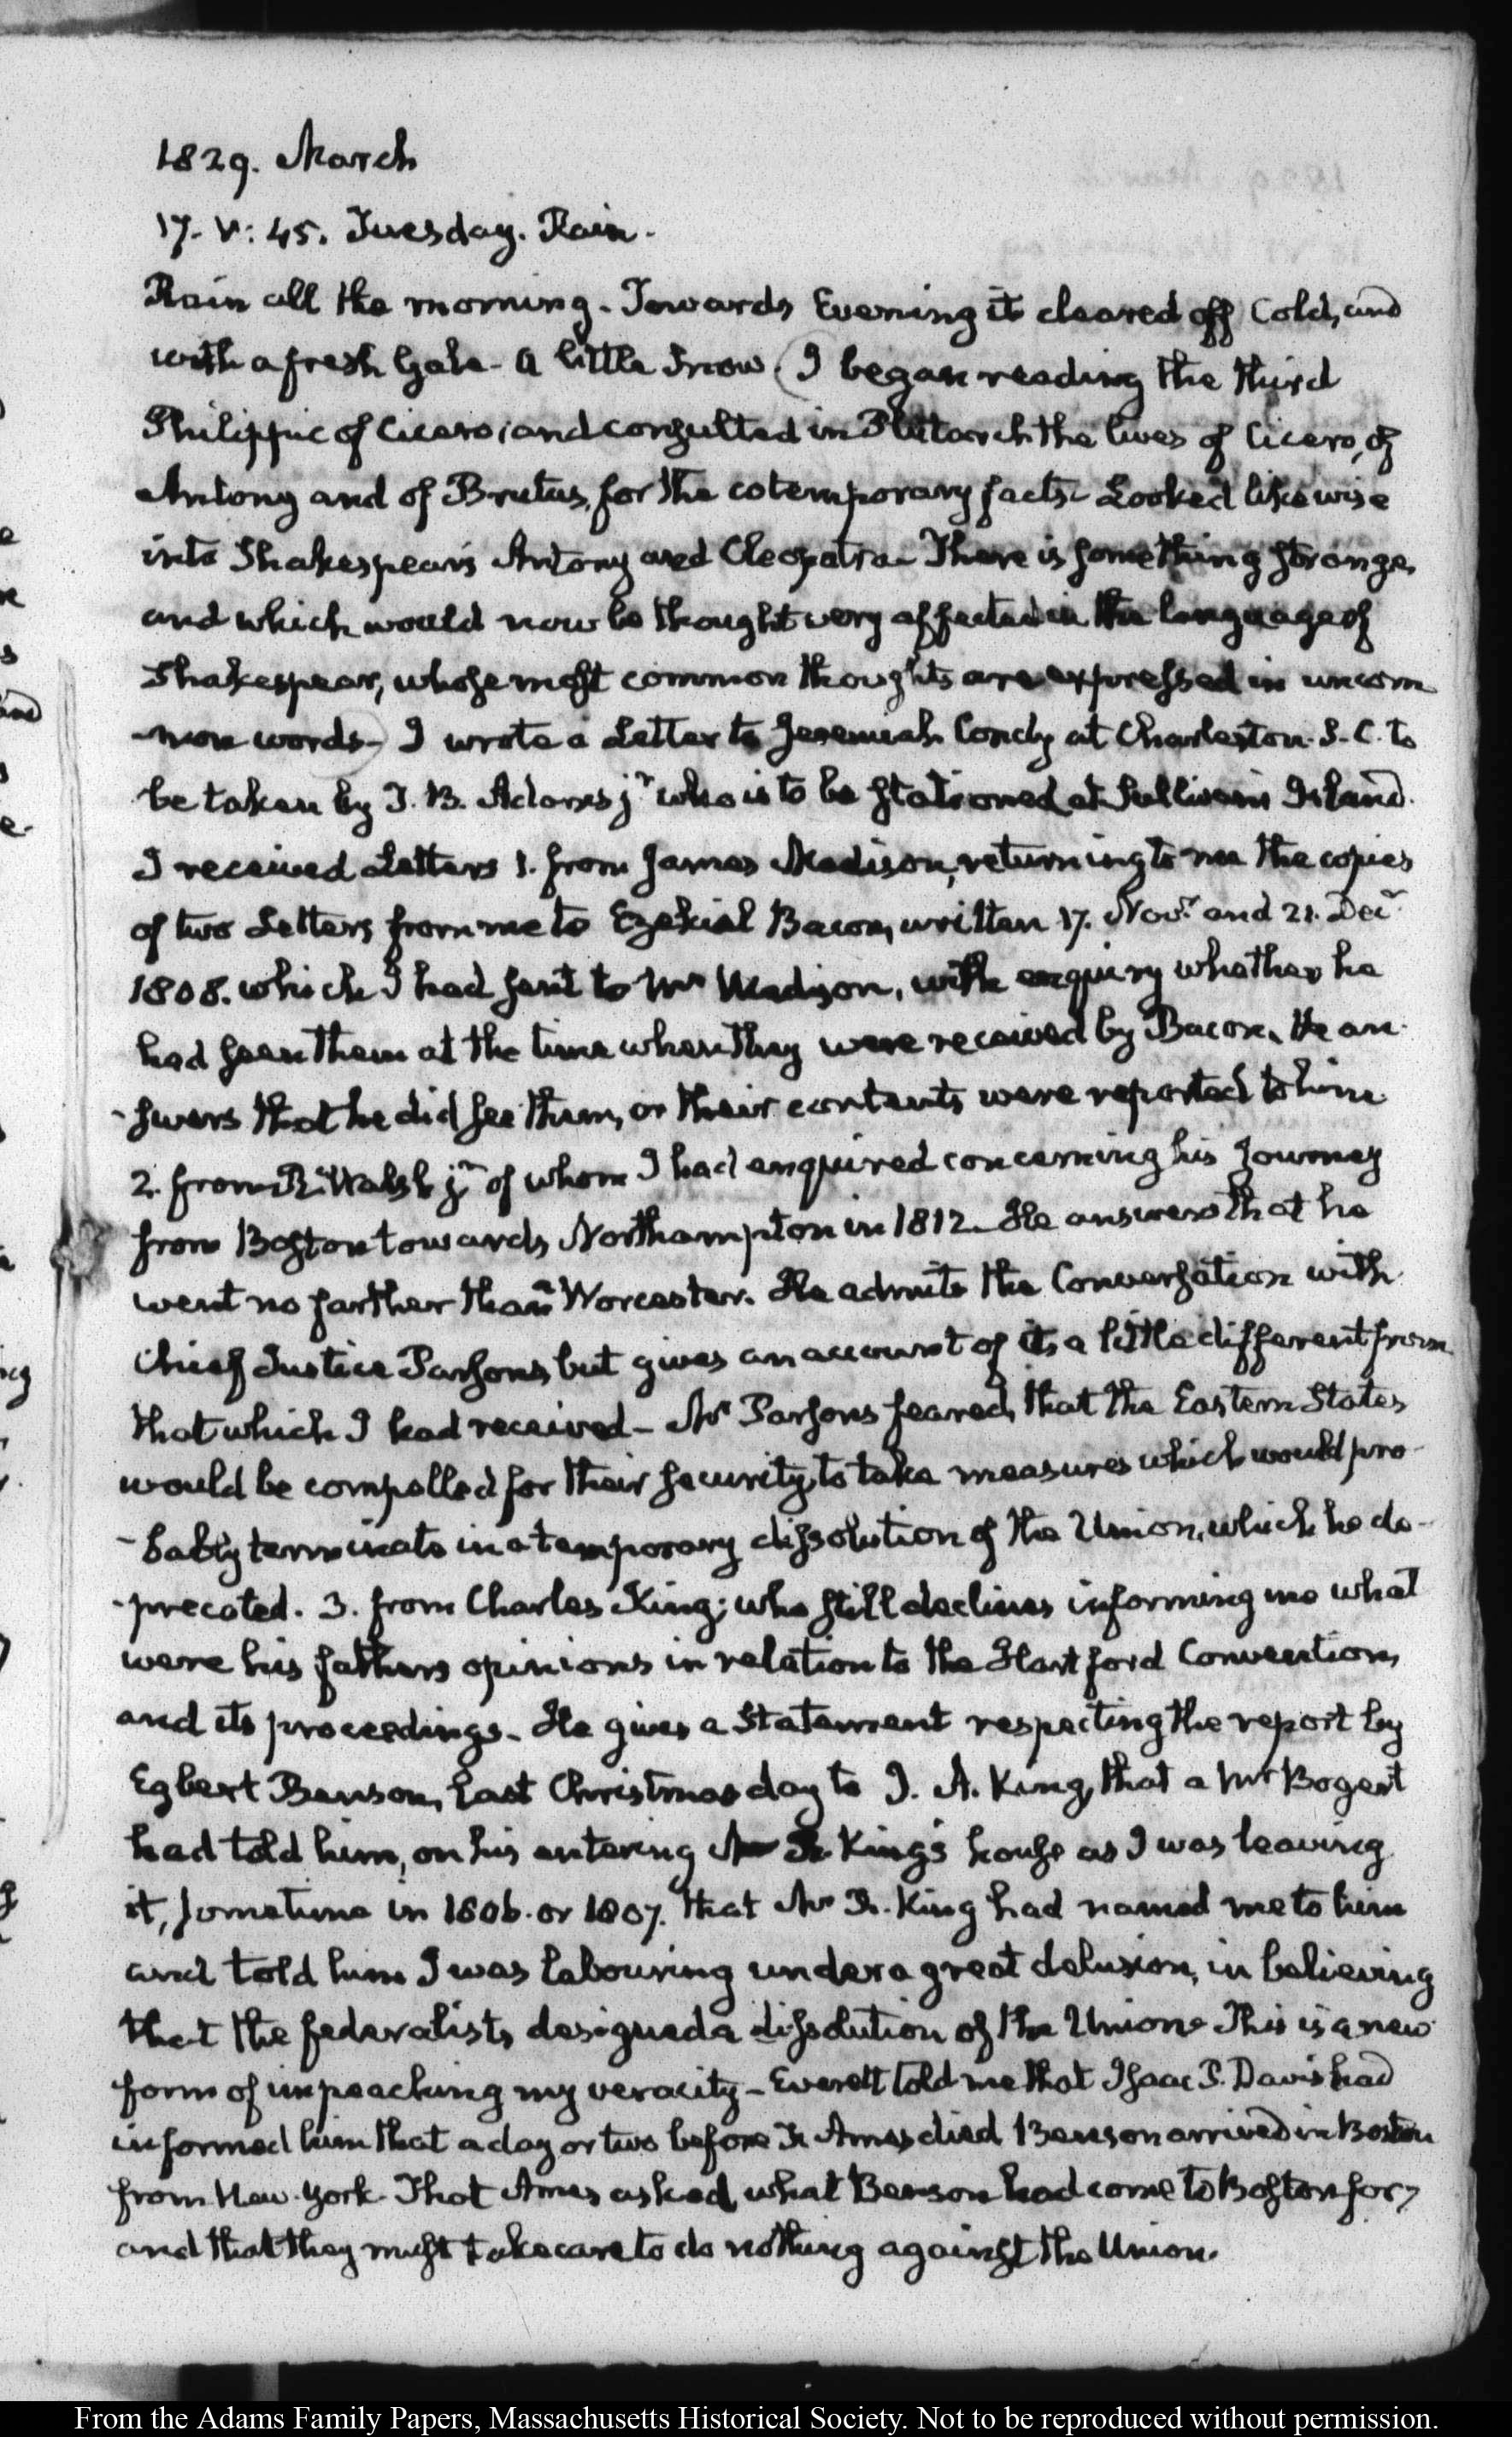 1829. March
17. V: 45. Tuesday. Rain.
Rain all the morning. Towards Evening it cleared off Cold, and
with a fresh Gale - a little Snow. I began reading the third
Philippic of Cicero, and consulted in Plutarch the lives of Cicero, of
Antony and of Brutus, for the cotemporary facts - Looked likewise
into Shakespear's Antony and Cleopatra - There is something strange,
and which would now be thought very affected in the language of
Shakespear, whose most common thoughts are expressed in uncom
-mon words - I wrote a Letter to Jeremiah Condy at Charleston. S. C. to
be taken by T. B. Adams jr. who is to be stationed at Sullivan's Island.
I received Letters 1. from James Madison, returning to me the copies
of two Letters from me to Ezekial Bacon, written 17. Novr. and 21. Decr.
1808. which I had sent to Mr Madison, with enquiry whether he
had seen them at the time when they were received by Bacon. He an-
-swers that he did see them, or their contents were reported to him
2. from R. Walsh jr. of whom I had enquired concerning his Journey
from Boston towards Northampton in 1812. He answers that he
went no farther than Worcester. He admits the Conversation with
Chief Justice Parsons but gives an account of it, a little different from
that which I had received - Mr Parsons feared, that the Eastern States
would be compelled for their security, to take measures which would pro-
-bably terminate in a temporary dissolution of the Union, which he de-
-precated. 3. from Charles King; who still declines informing me what
were his father's opinions in relation to the Hartford Convention,
and its proceedings - He gives a Statement respecting the report by
Egbert Benson, last Christmas day to J. A. King, that a Mr Bogert
had told him, on his entering Mr R. King's house as I was leaving
it, sometime in 1806. or 1807. that Mr R. King had named me to him
and told him I was labouring under a great delusion, in believing
that the federalists designed a dissolution of the Union - This is a new
form of impeaching my veracity - Everett told me that Isaac P. Davis had
informed him that a day or two before F. Ames died Benson arrived in Boston
from New-York. That Ames asked, what Benson had come to Boston for,
and that they must take care to do nothing against the Union.
From the Adams Family Papers, Massachusetts Historical Society. Not to be reproduced without permission.